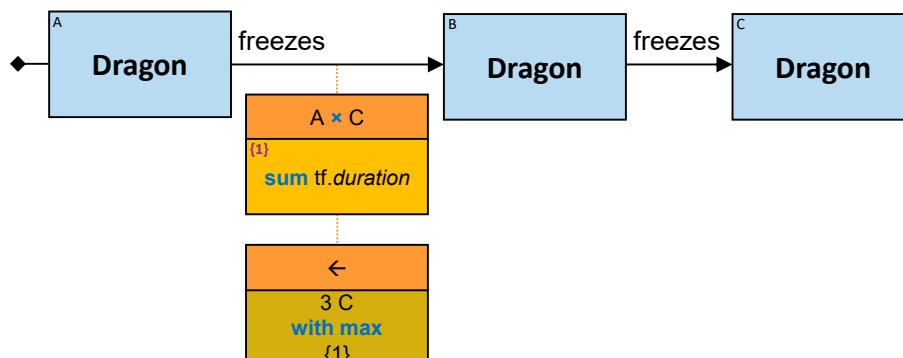 A
Dragon
freezes
B
Dragon
freezes
C
Dragon
A × C
{1}
sum tf.duration
←
3 C
with max
{1}